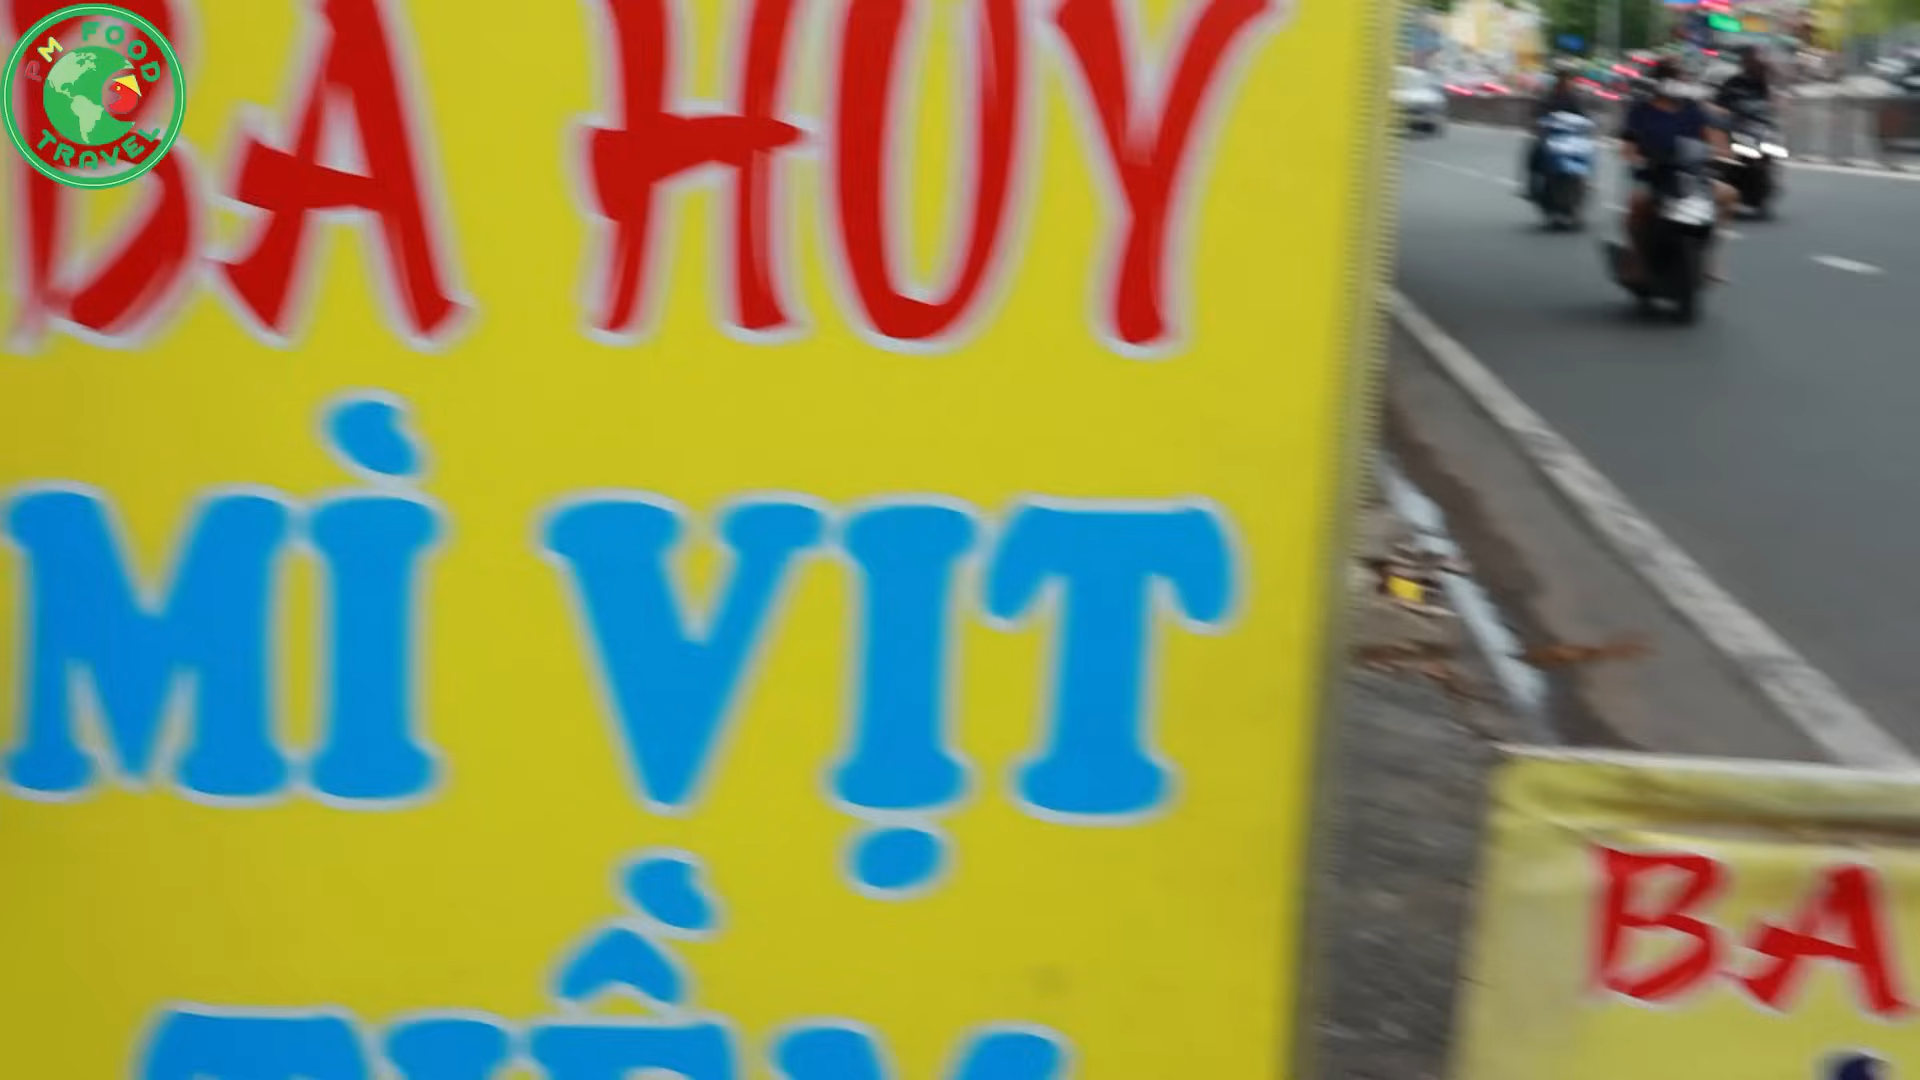 PM FOOD
TRAVEL
BA HUY
MÌ VỊT
BA